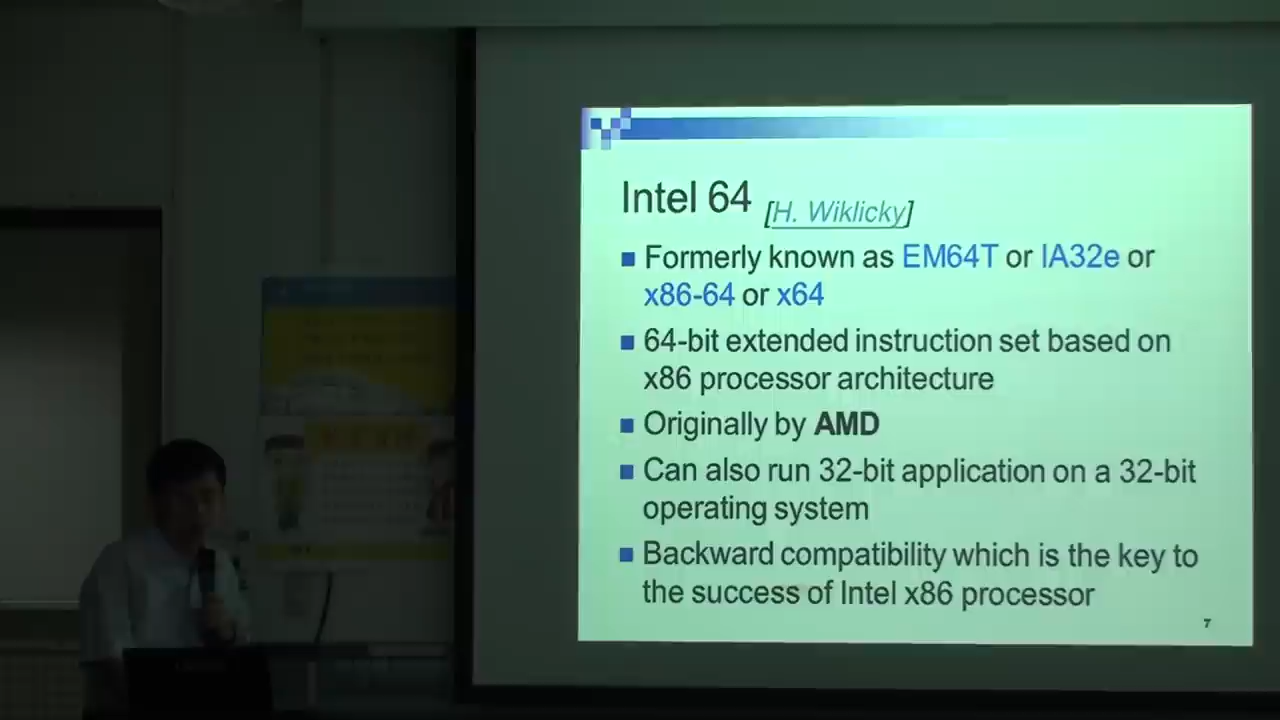 Intel 64 [H. Wiklicky]
Formerly known as EM64T or IA32e or
x86-64 or x64
64-bit extended instruction set based on
x86 processor architecture
Originally by AMD
Can also run 32-bit application on a 32-bit
operating system
Backward compatibility which is the key to
the success of Intel x86 processor
7